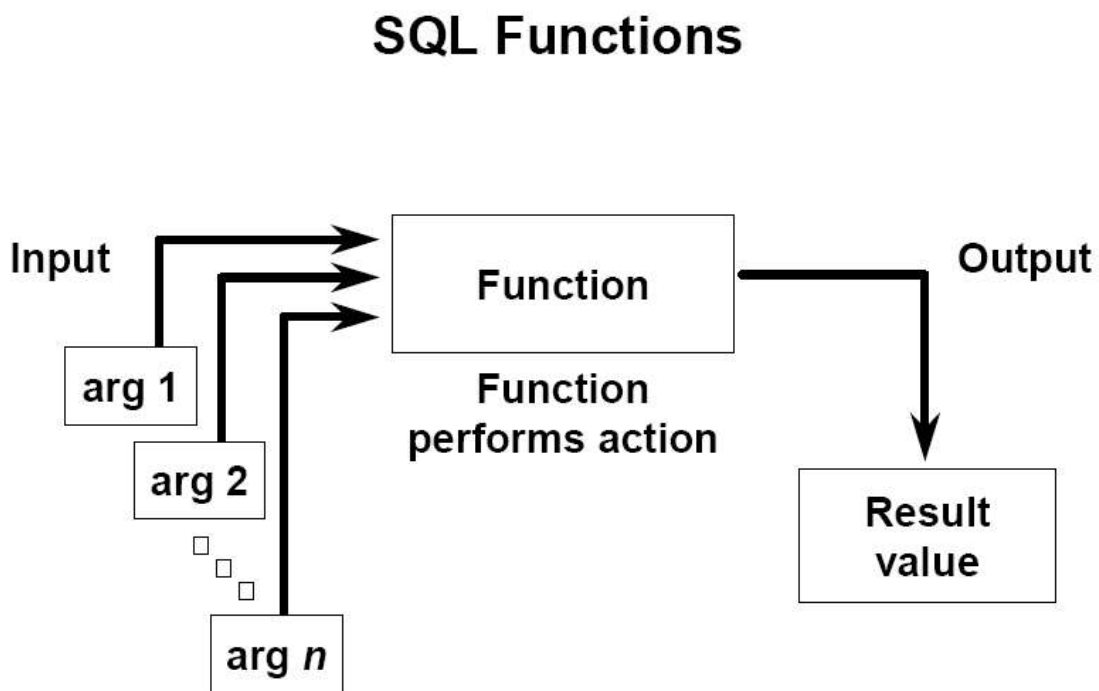 SQL Functions
Input
Function
Output
arg 1
Function
performs action
arg 2
Result
value
arg n